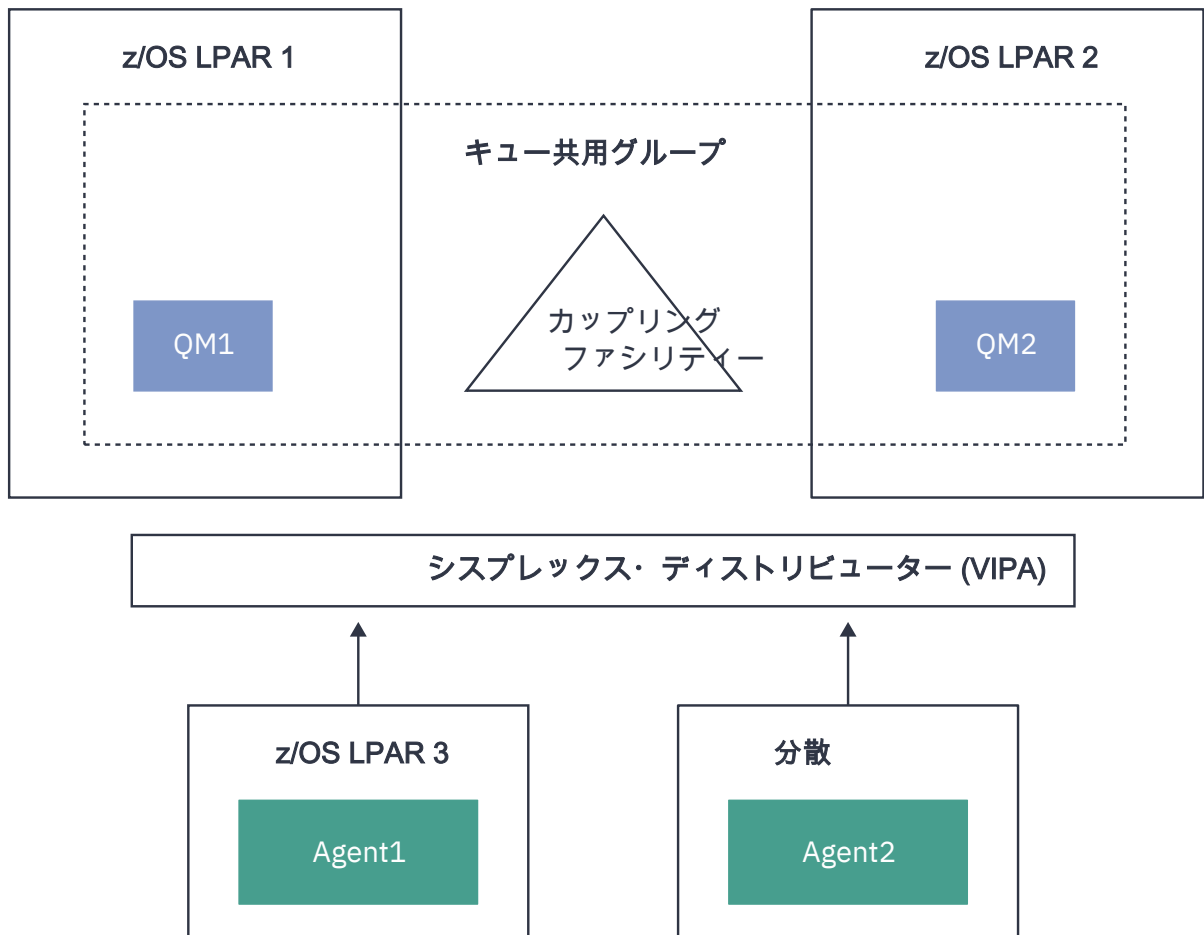 z/OS LPAR 1
z/OS LPAR 2
キュー共用グループ
カップリング
ファシリティー
QM1
QM2
シスプレックス・ディストリビューター (VIPA)
z/OS LPAR 3
分散
Agent1
Agent2